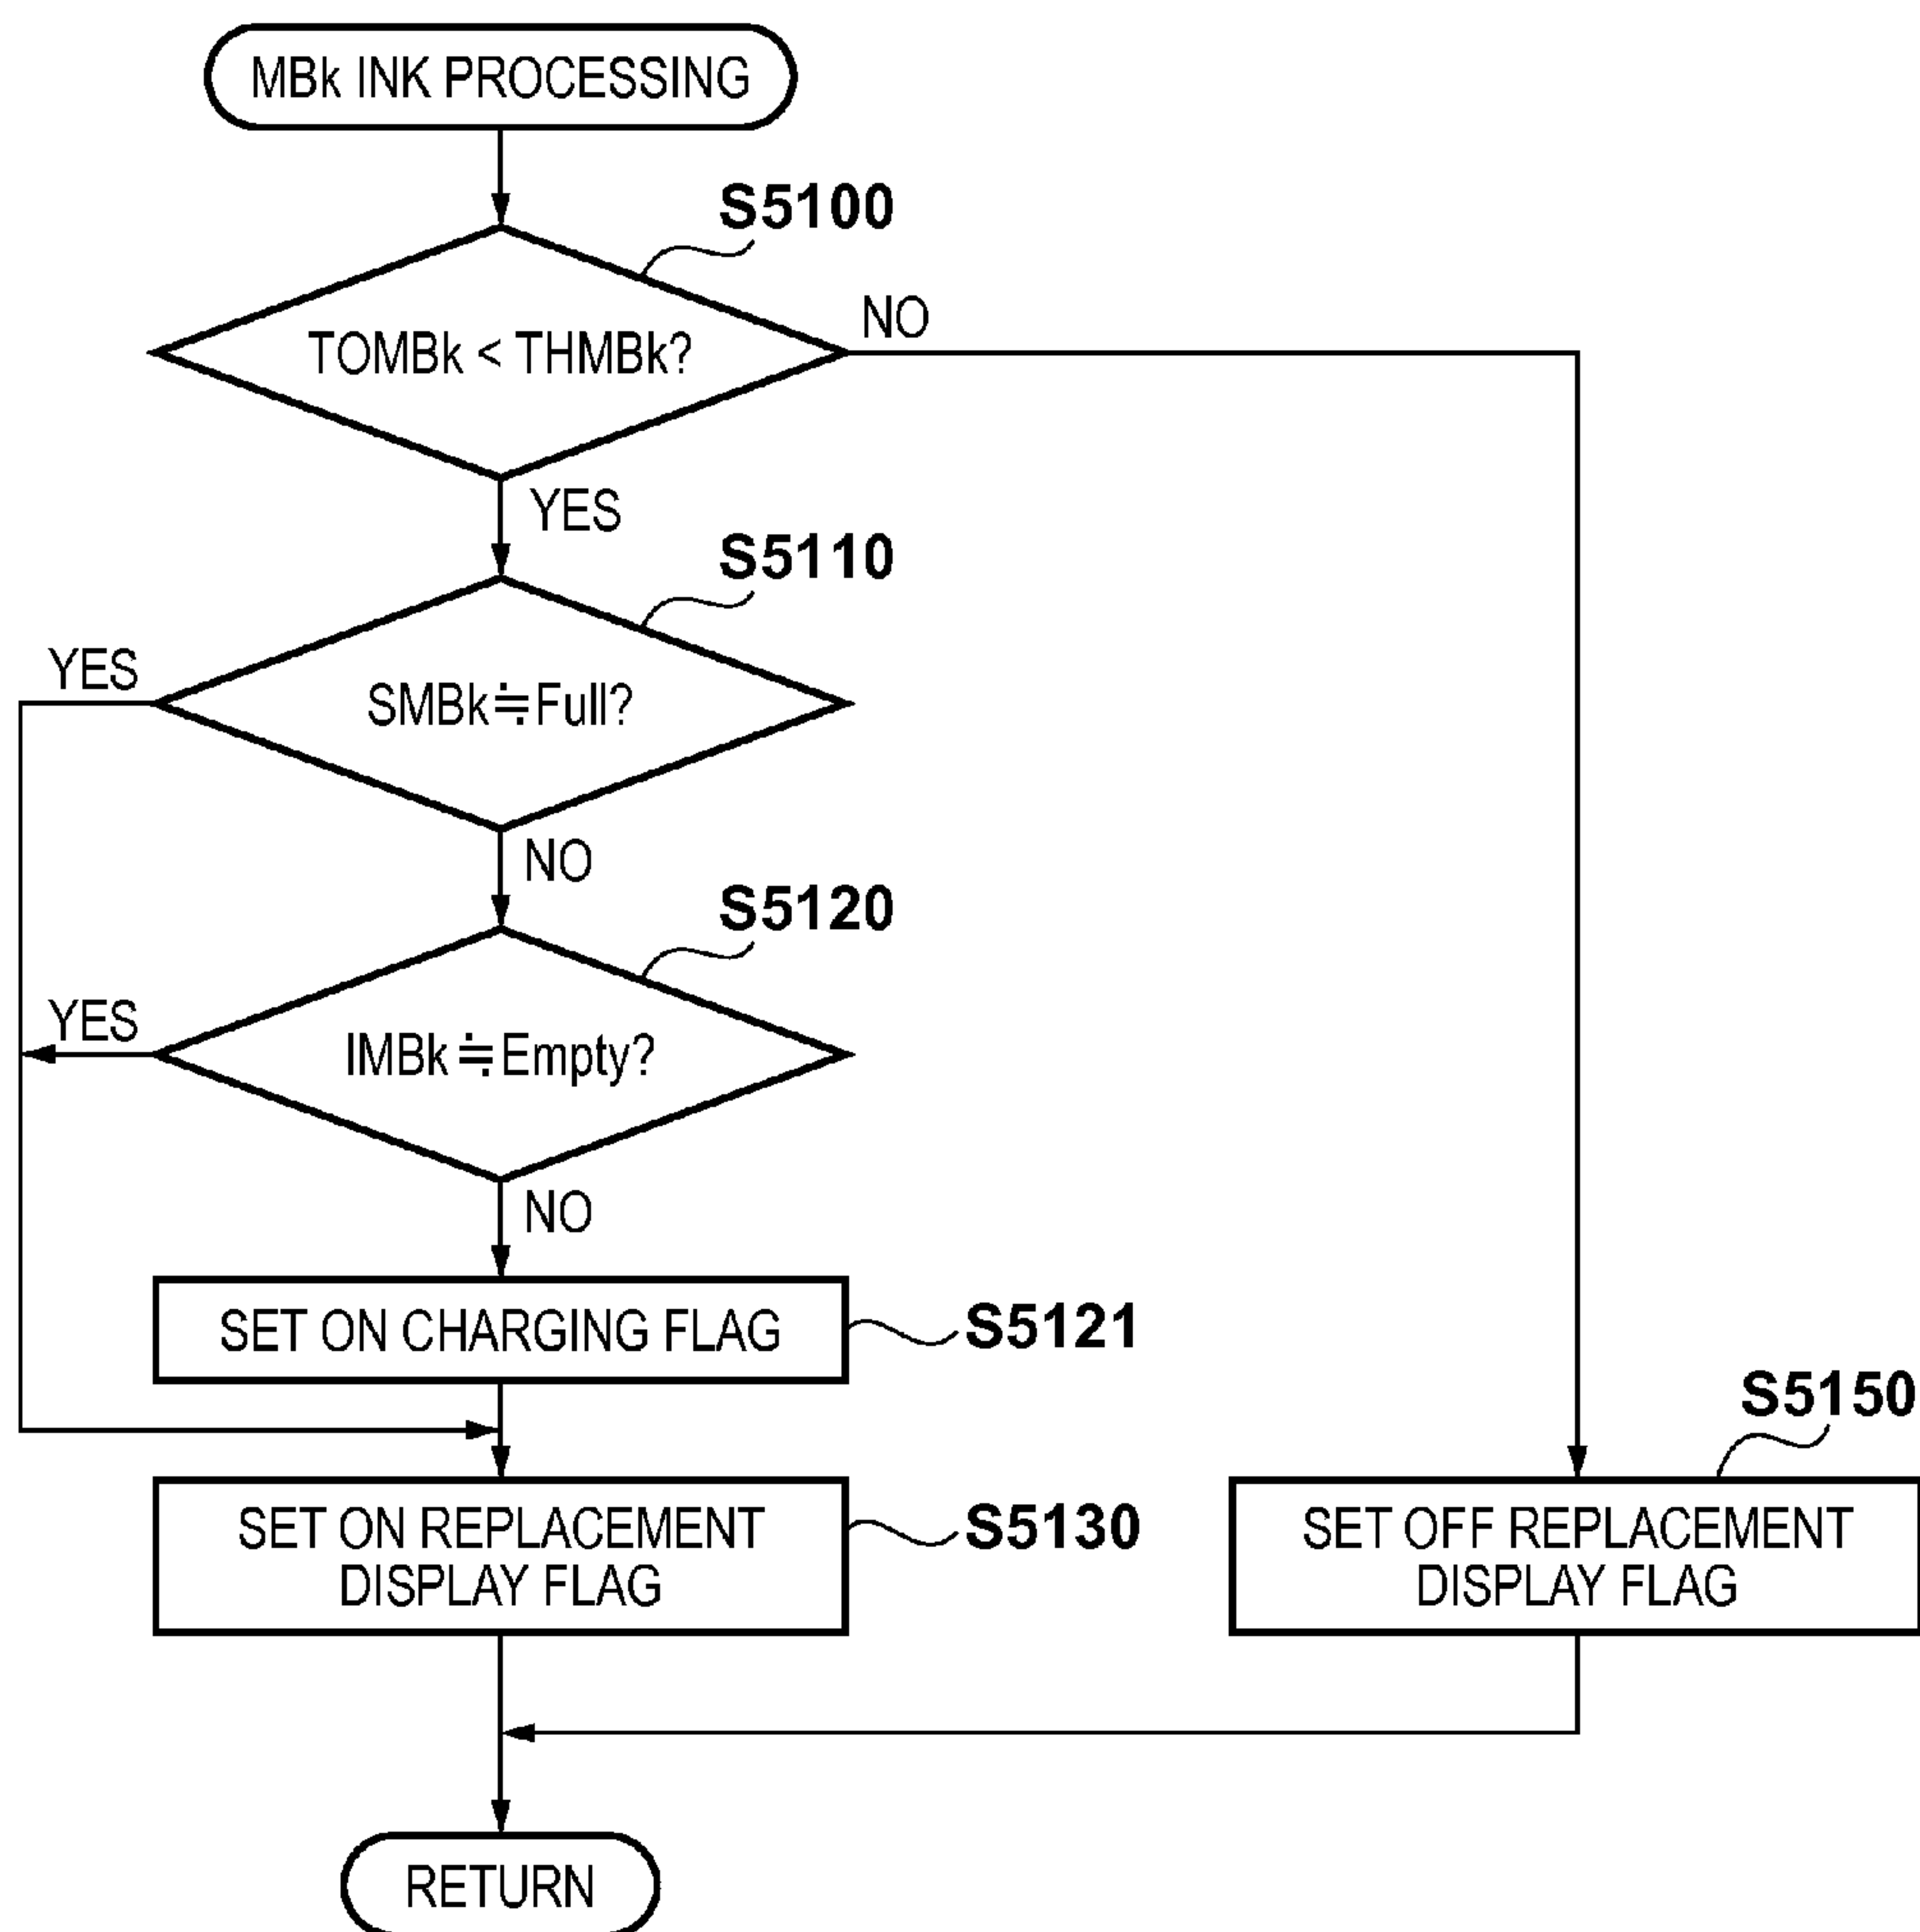 MBk INK PROCESSING
S5100
TOMBk < THMBk?
NO
YES
S5110
YES
SMBk≒Full?
NO
S5120
YES
IMBk≒Empty?
NO
SET ON CHARGING FLAG
S5121
S5150
SET ON REPLACEMENT
DISPLAY FLAG
S5130
SET OFF REPLACEMENT
DISPLAY FLAG
RETURN